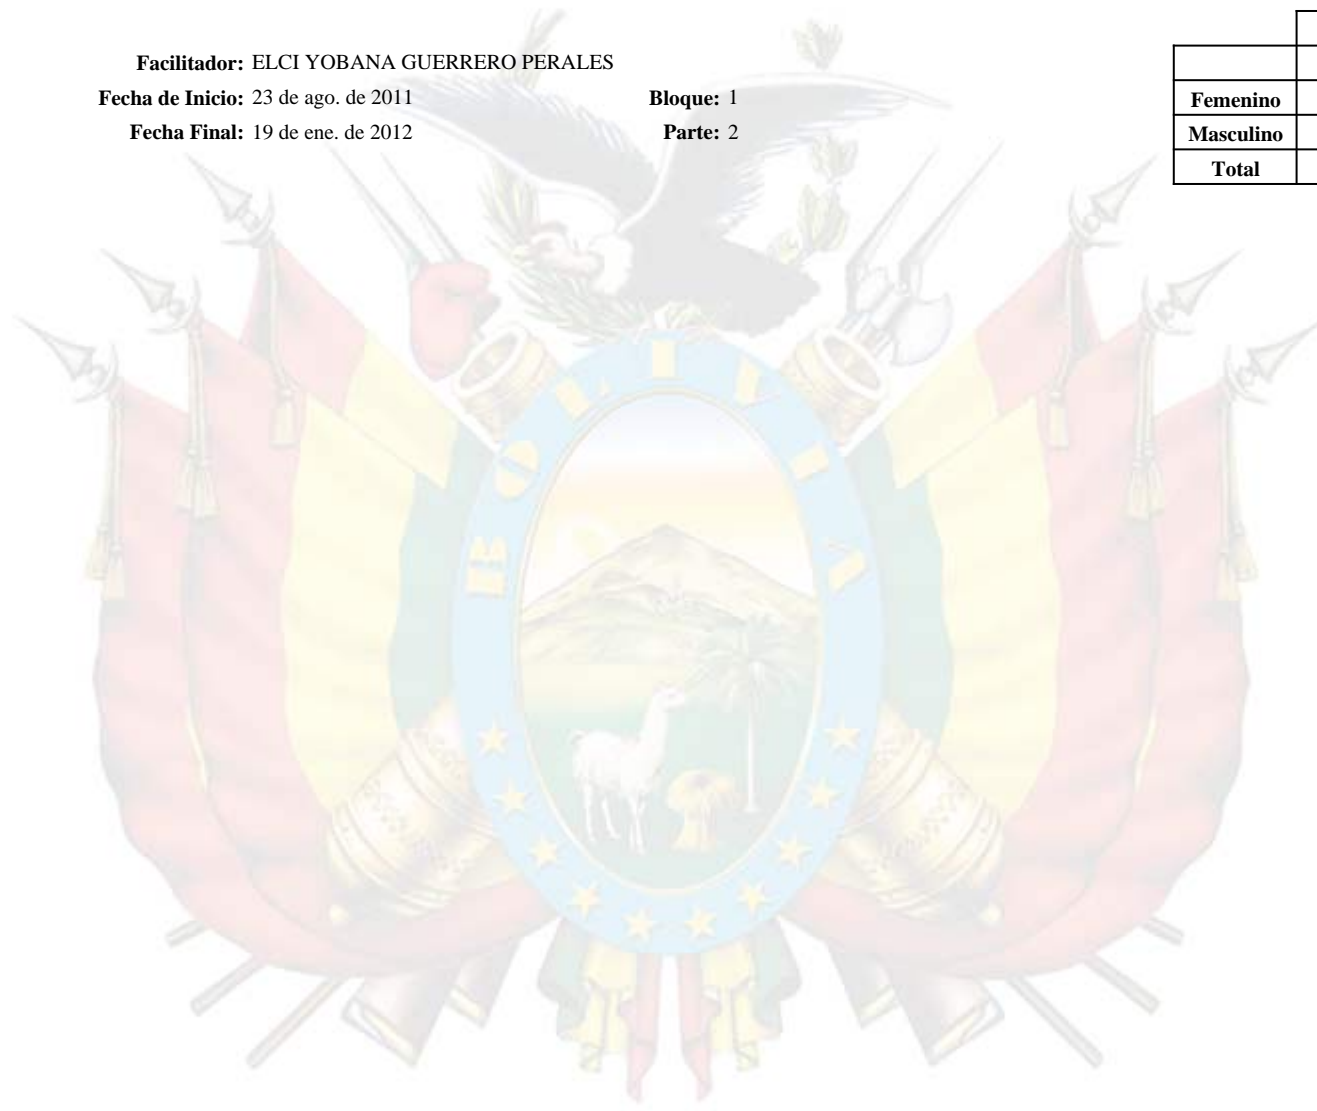 Facilitador: ELCI YOBANA GUERRERO PERALES
Fecha de Inicio: 23 de ago. de 2011 Bloque: 1
Fecha Final: 19 de ene. de 2012 Parte: 2
Femenino
Masculino
Total
BOLIVIA